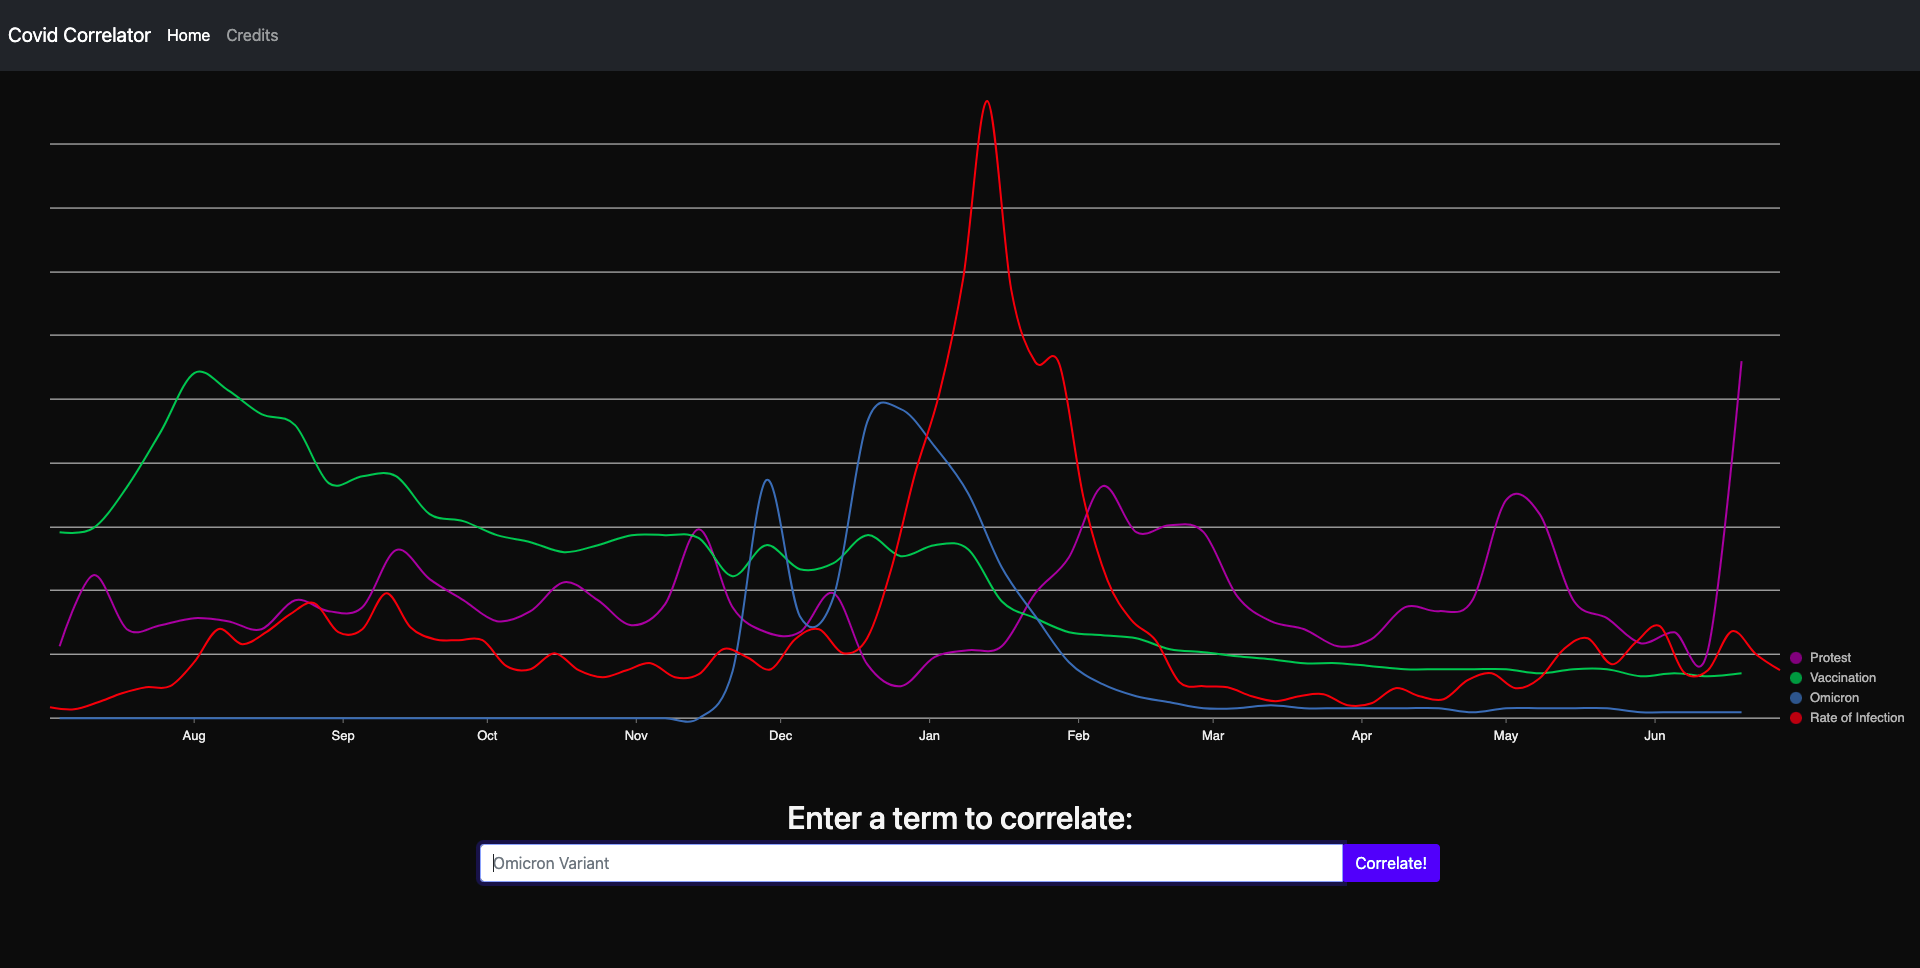 Covid Correlator Home Credits
Protest
Vaccination
Omicron
Rate of Infection
Aug Sep Oct Nov Dec Jan Feb Mar Apr May Jun
Enter a term to correlate:
Omicron Variant Correlate!